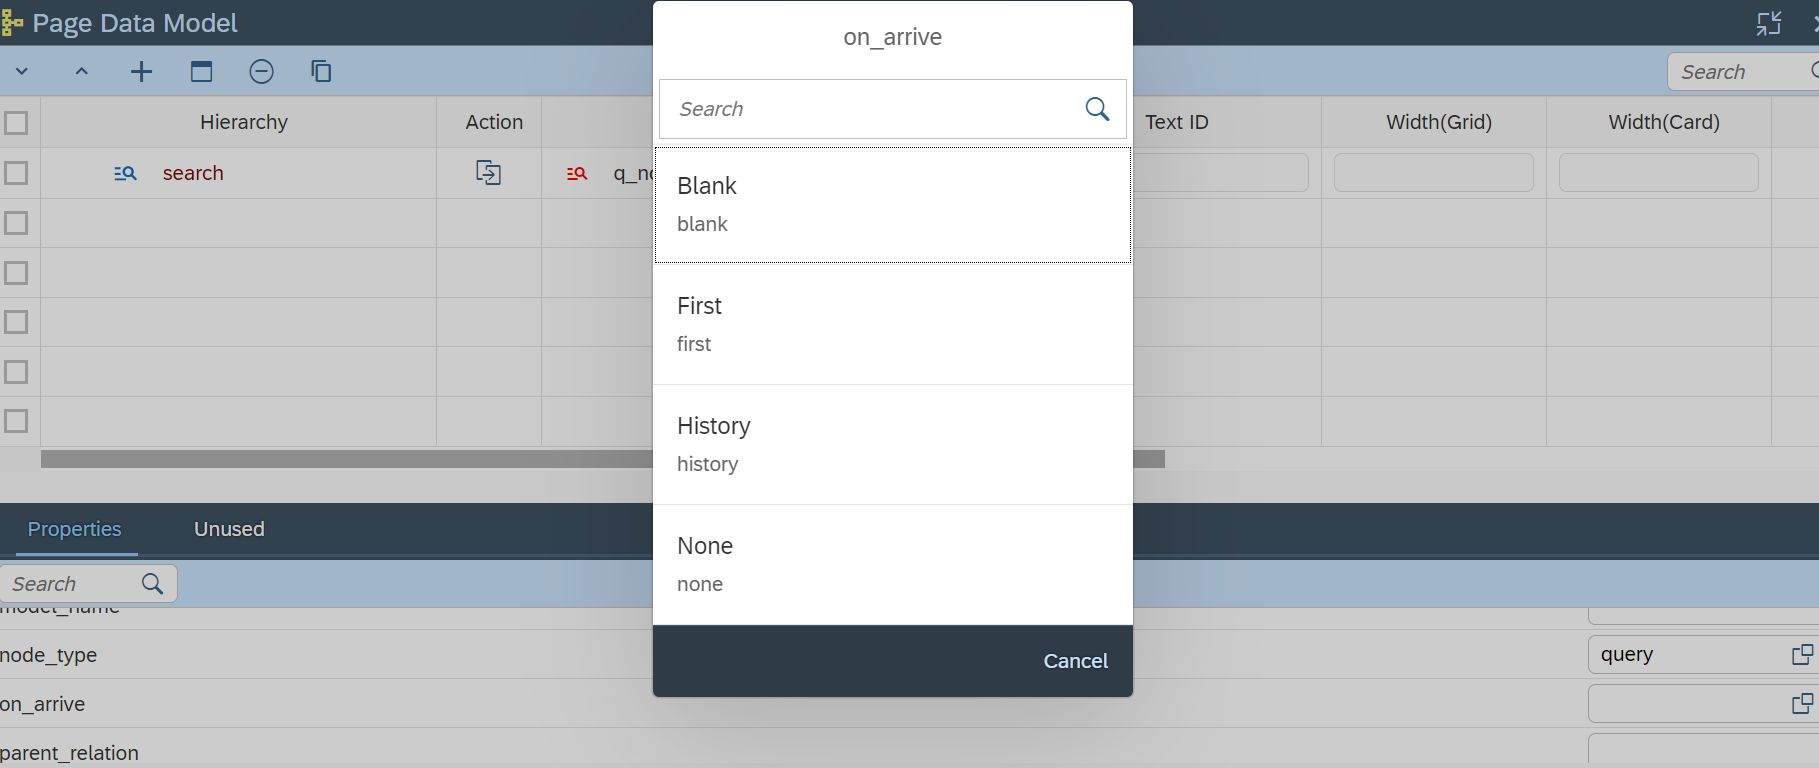 Page Data Model
on_arrive
Search
Search
Hierarchy
Action
Text ID
Width(Grid)
Width(Card)
search
Blank
blank
First
first
History
history
None
none
Cancel
Properties
Unused
Search
model_name
node_type
query
on_arrive
parent_relation